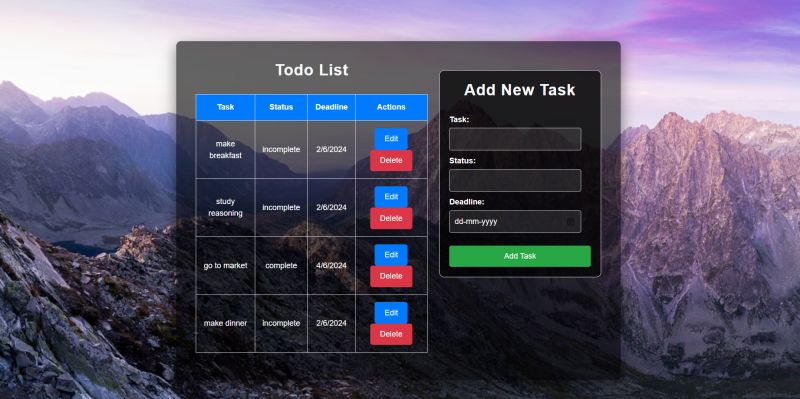 Todo List
Task Status Deadline Actions
make
breakfast
incomplete 2/6/2024
Edit
Delete
study
reasoning
incomplete 2/6/2024
Edit
Delete
go to market complete 4/6/2024
Edit
Delete
make dinner incomplete 2/6/2024
Edit
Delete
Add New Task
Task:
Status:
Deadline:
dd-mm-yyyy
Add Task